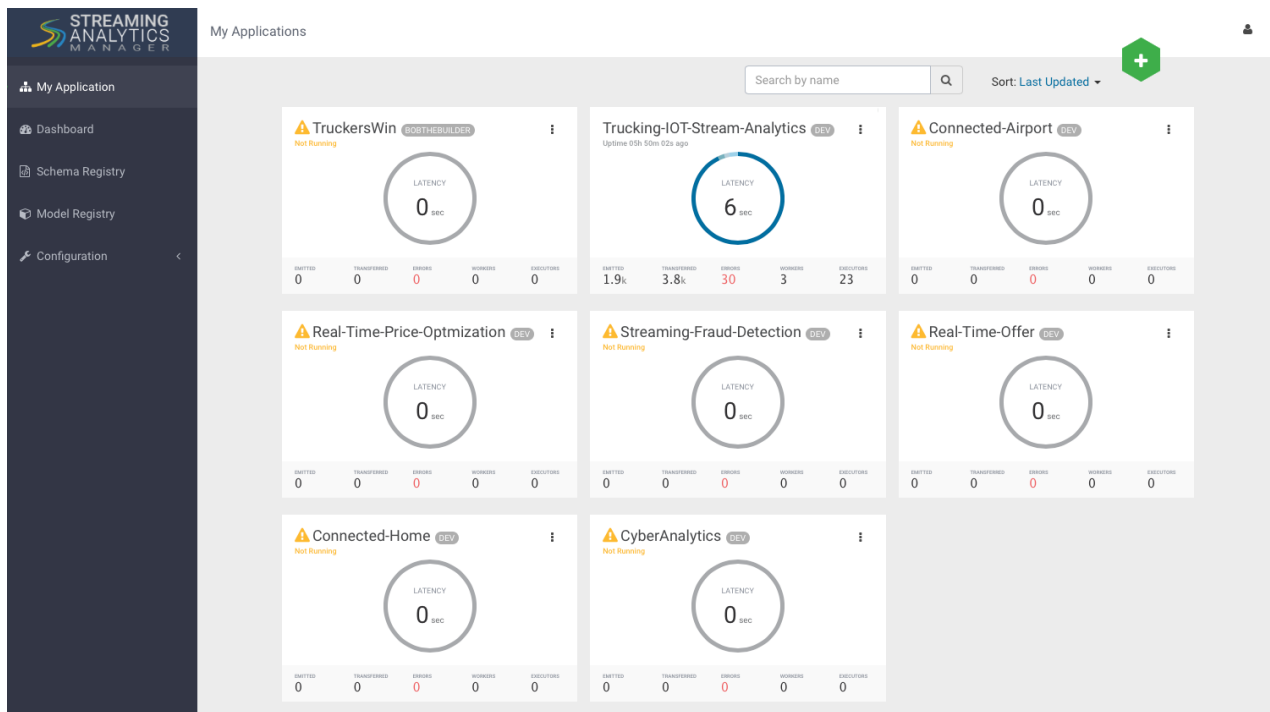 STREAMING
ANALYTICS
MANAGER
My Applications
My Application
Dashboard
Schema Registry
Model Registry
Configuration
Search by name
Sort: Last Updated
TruckersWin BOBTHEBUILDER
Not Running
LATENCY
0 sec
EMITTED TRANSFERRED ERRORS WORKERS EXECUTORS
0 0 0 0 0
Trucking-IOT-Stream-Analytics DEV
Uptime 05h 50m 02s ago
LATENCY
6 sec
EMITTED TRANSFERRED ERRORS WORKERS EXECUTORS
1.9k 3.8k 30 3 23
Connected-Airport DEV
Not Running
LATENCY
0 sec
EMITTED TRANSFERRED ERRORS WORKERS EXECUTORS
0 0 0 0 0
Real-Time-Price-Optmization DEV
Not Running
LATENCY
0 sec
EMITTED TRANSFERRED ERRORS WORKERS EXECUTORS
0 0 0 0 0
Streaming-Fraud-Detection DEV
Not Running
LATENCY
0 sec
EMITTED TRANSFERRED ERRORS WORKERS EXECUTORS
0 0 0 0 0
Real-Time-Offer DEV
Not Running
LATENCY
0 sec
EMITTED TRANSFERRED ERRORS WORKERS EXECUTORS
0 0 0 0 0
Connected-Home DEV
Not Running
LATENCY
0 sec
EMITTED TRANSFERRED ERRORS WORKERS EXECUTORS
0 0 0 0 0
CyberAnalytics DEV
Not Running
LATENCY
0 sec
EMITTED TRANSFERRED ERRORS WORKERS EXECUTORS
0 0 0 0 0